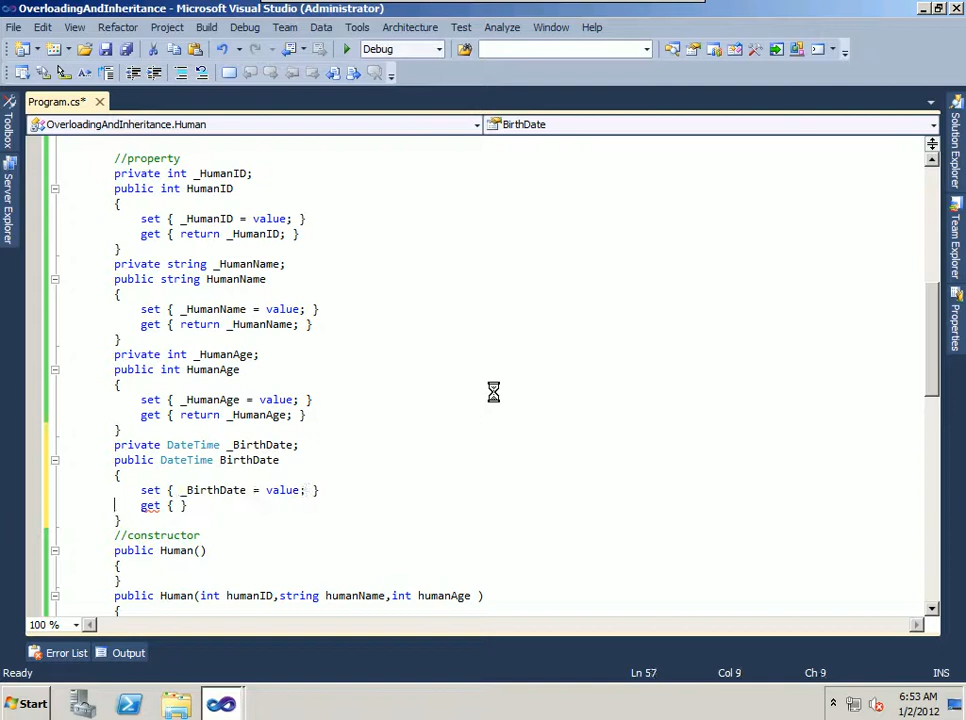 OverloadingAndInheritance - Microsoft Visual Studio (Administrator)
File Edit View Refactor Project Build Debug Team Data Tools Architecture Test Analyze Window Help
Debug
Program.cs*
OverloadingAndInheritance.Human
BirthDate
Toolbox
Server Explorer
Solution Explorer
Team Explorer
Properties
//property
private int _HumanID;
public int HumanID
{
set { _HumanID = value; }
get { return _HumanID; }
}
private string _HumanName;
public string HumanName
{
set { _HumanName = value; }
get { return _HumanName; }
}
private int _HumanAge;
public int HumanAge
{
set { _HumanAge = value; }
get { return _HumanAge; }
}
private DateTime _BirthDate;
public DateTime BirthDate
{
set { _BirthDate = value; }
get { }
}
//constructor
public Human()
{
}
public Human(int humanID,string humanName,int humanAge )
{
100 %
Error List Output
Ready Ln 57 Col 9 Ch 9 INS
Start
6:53 AM
1/2/2012